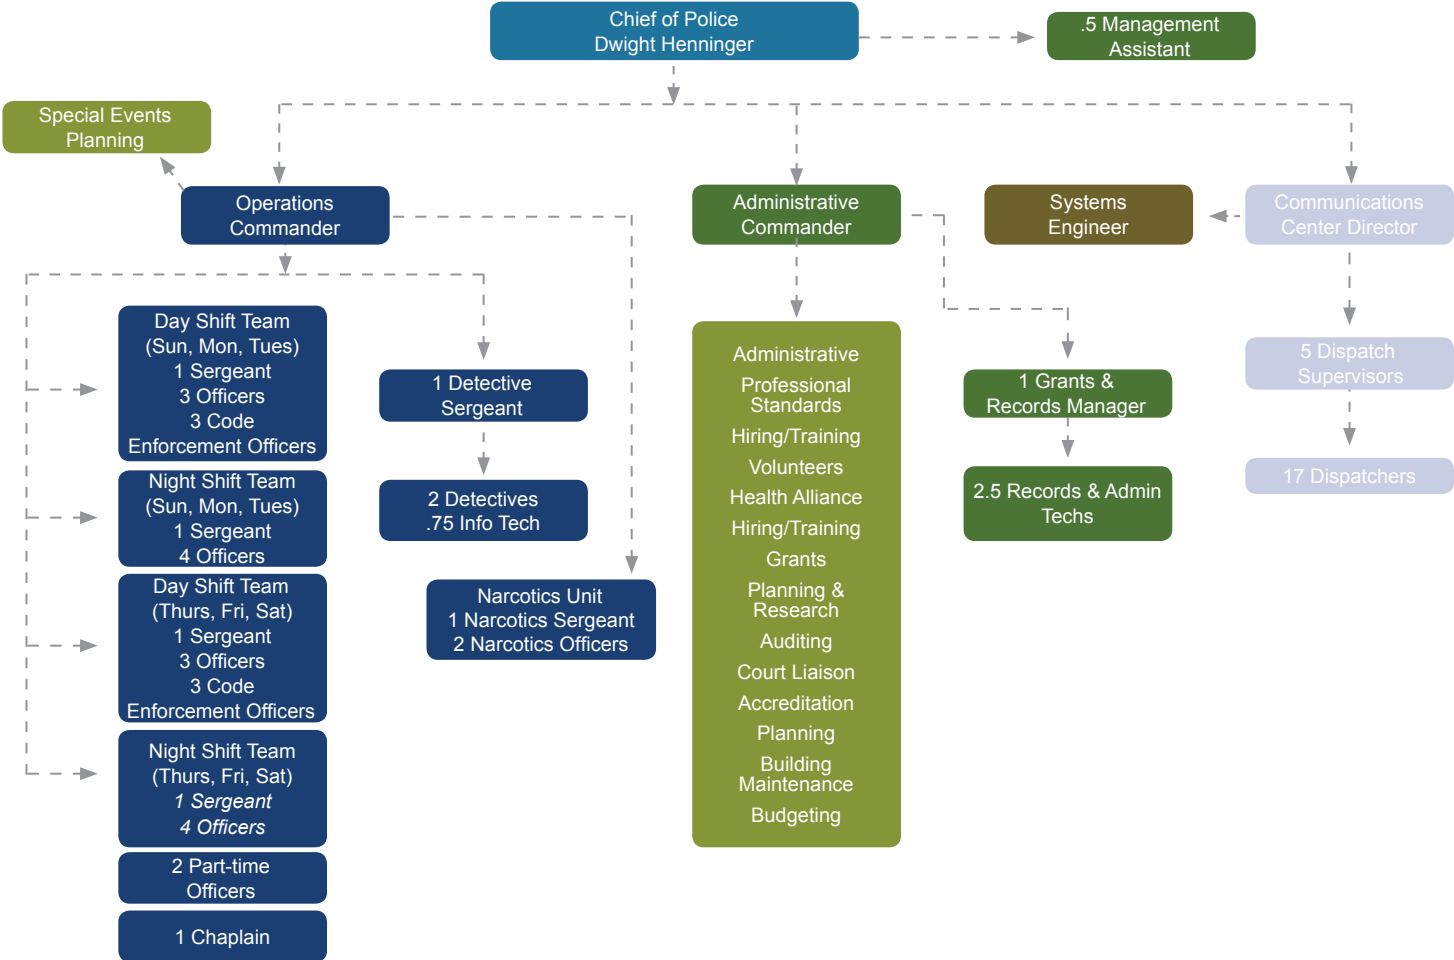 Chief of Police
Dwight Henninger
.5 Management
Assistant
Special Events
Planning
Operations
Commander
Administrative
Commander
Systems
Engineer
Communications
Center Director
Day Shift Team
(Sun, Mon, Tues)
1 Sergeant
3 Officers
3 Code
Enforcement Officers
Night Shift Team
(Sun, Mon, Tues)
1 Sergeant
4 Officers
Day Shift Team
(Thurs, Fri, Sat)
1 Sergeant
3 Officers
3 Code
Enforcement Officers
Night Shift Team
(Thurs, Fri, Sat)
1 Sergeant
4 Officers
2 Part-time
Officers
1 Chaplain
1 Detective
Sergeant
2 Detectives
.75 Info Tech
Narcotics Unit
1 Narcotics Sergeant
2 Narcotics Officers
Administrative
Professional
Standards
Hiring/Training
Volunteers
Health Alliance
Hiring/Training
Grants
Planning &
Research
Auditing
Court Liaison
Accreditation
Planning
Building
Maintenance
Budgeting
1 Grants &
Records Manager
2.5 Records & Admin
Techs
5 Dispatch
Supervisors
17 Dispatchers